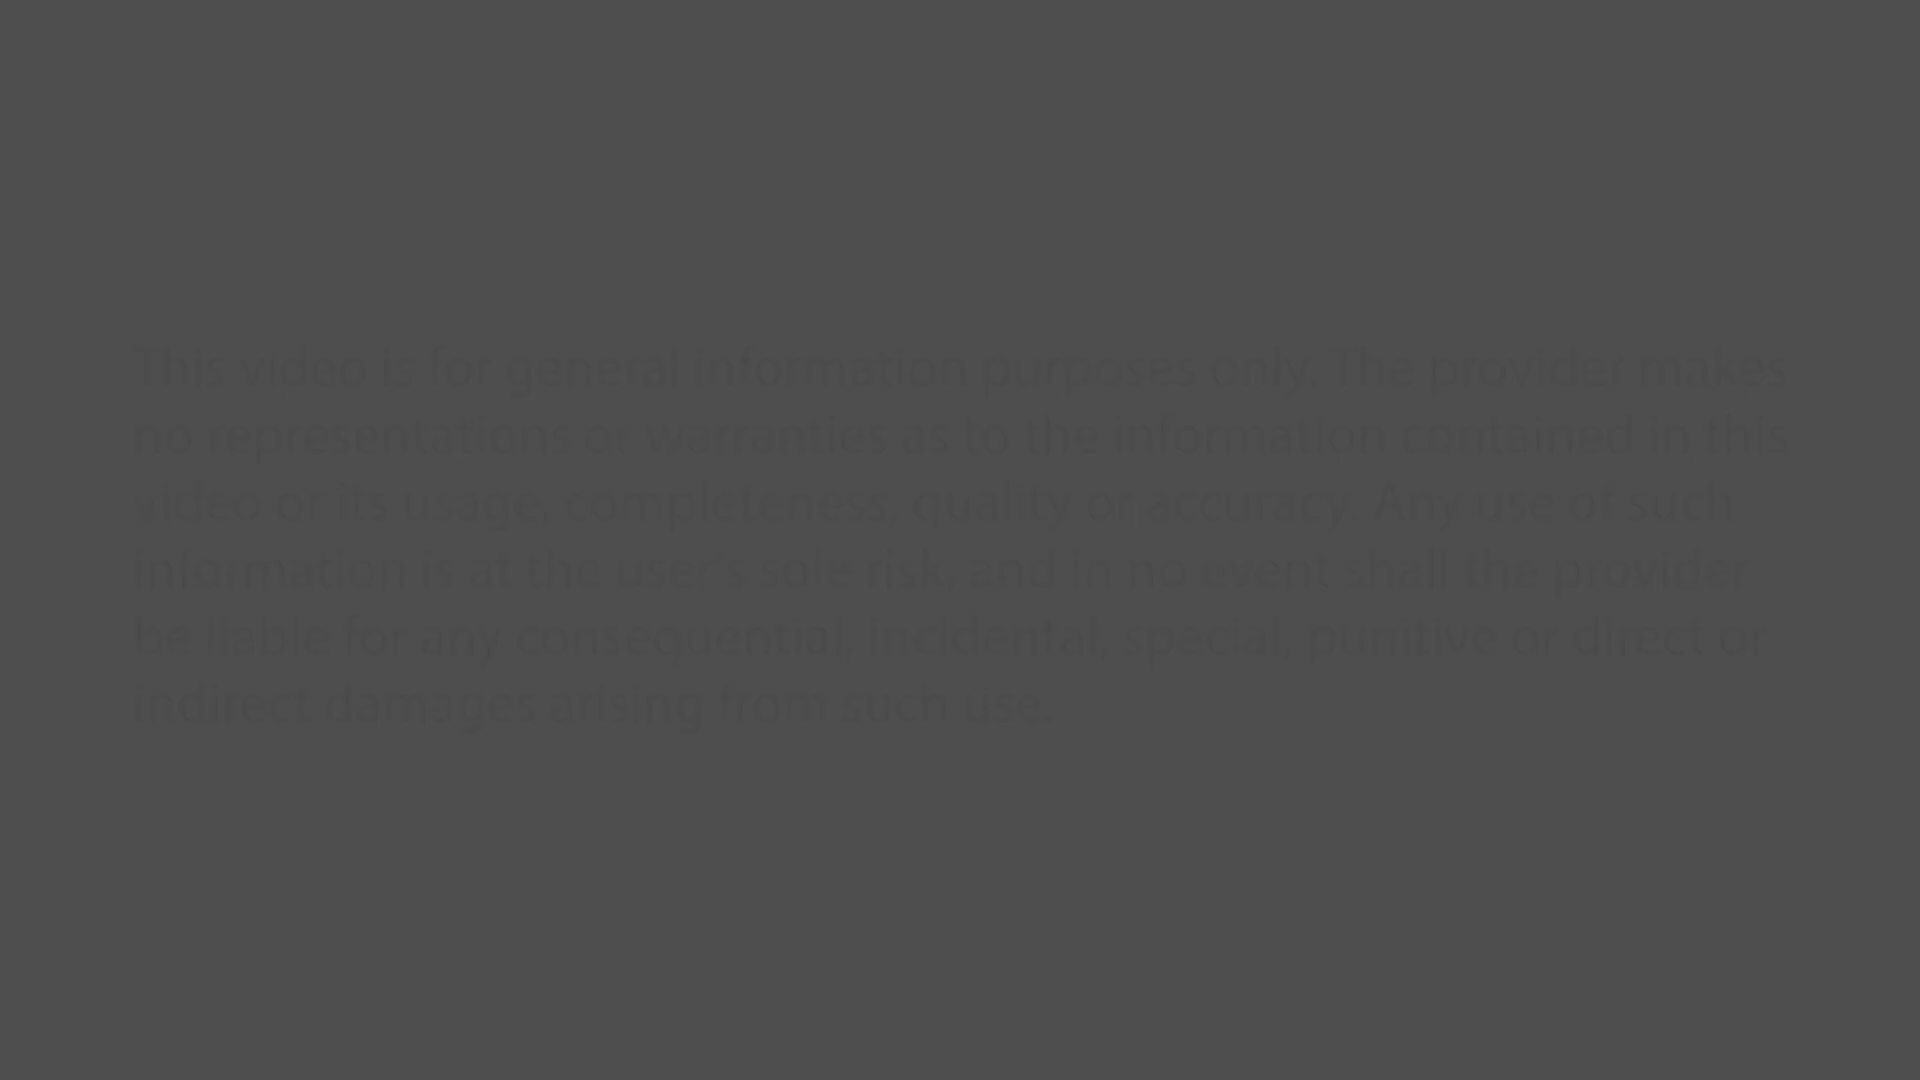 This video is for general information purposes only. The provider makes
no representations or warranties as to the information contained in this
video or its usage, completeness, quality or accuracy. Any use of such
information is at the user's sole risk, and in no event shall the provider
be liable for any consequential, incidental, special, punitive or direct or
indirect damages arising from such use.